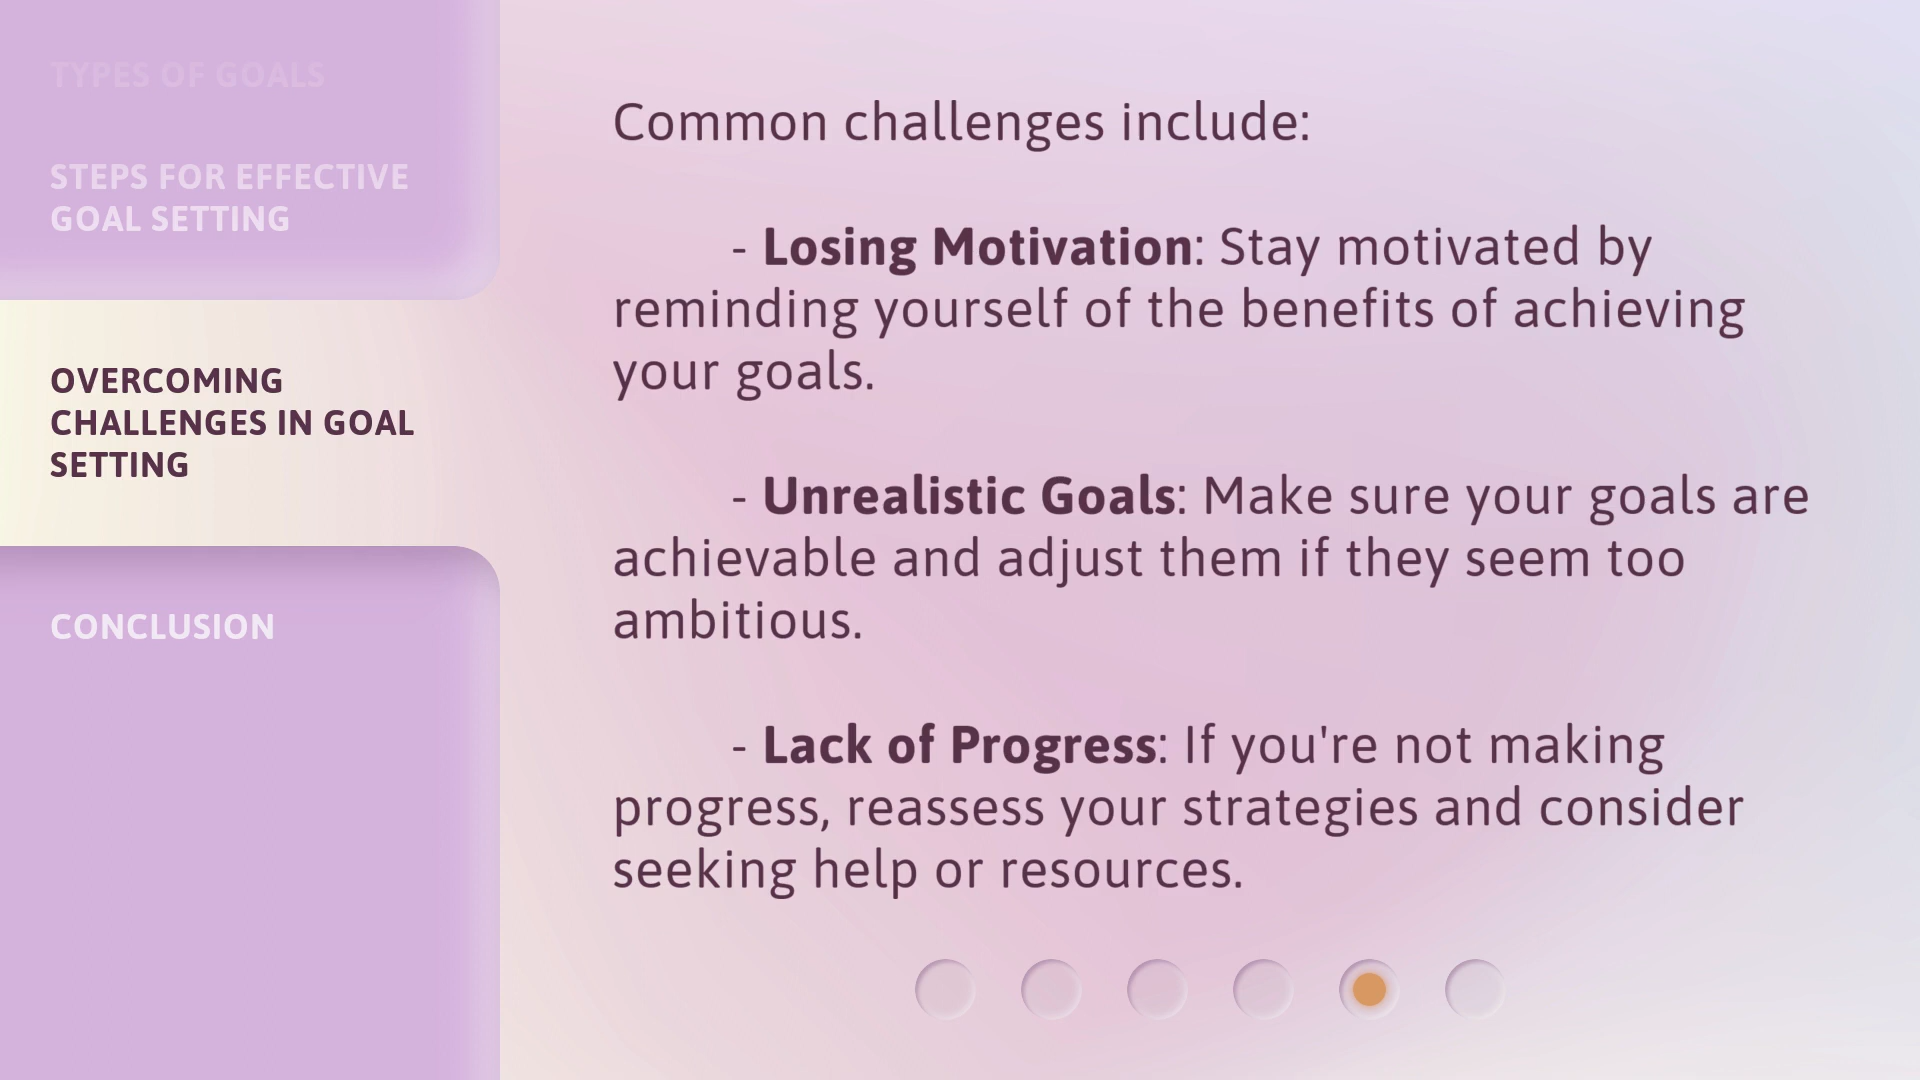 TYPES OF GOALS
STEPS FOR EFFECTIVE
GOAL SETTING
OVERCOMING
CHALLENGES IN GOAL
SETTING
CONCLUSION
Common challenges include:
- Losing Motivation: Stay motivated by
reminding yourself of the benefits of achieving
your goals.
- Unrealistic Goals: Make sure your goals are
achievable and adjust them if they seem too
ambitious.
- Lack of Progress: If you're not making
progress, reassess your strategies and consider
seeking help or resources.